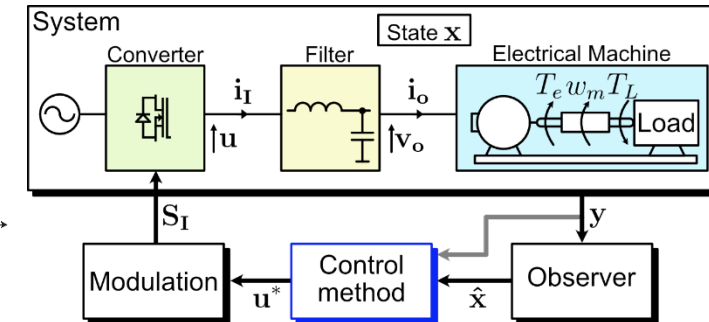 System
State x
Converter
Filter
Electrical Machine
i_I
i_o
T_e w_m T_L
Load
u
v_o
S_I
y
Modulation
u*
Control
method
x̂
Observer